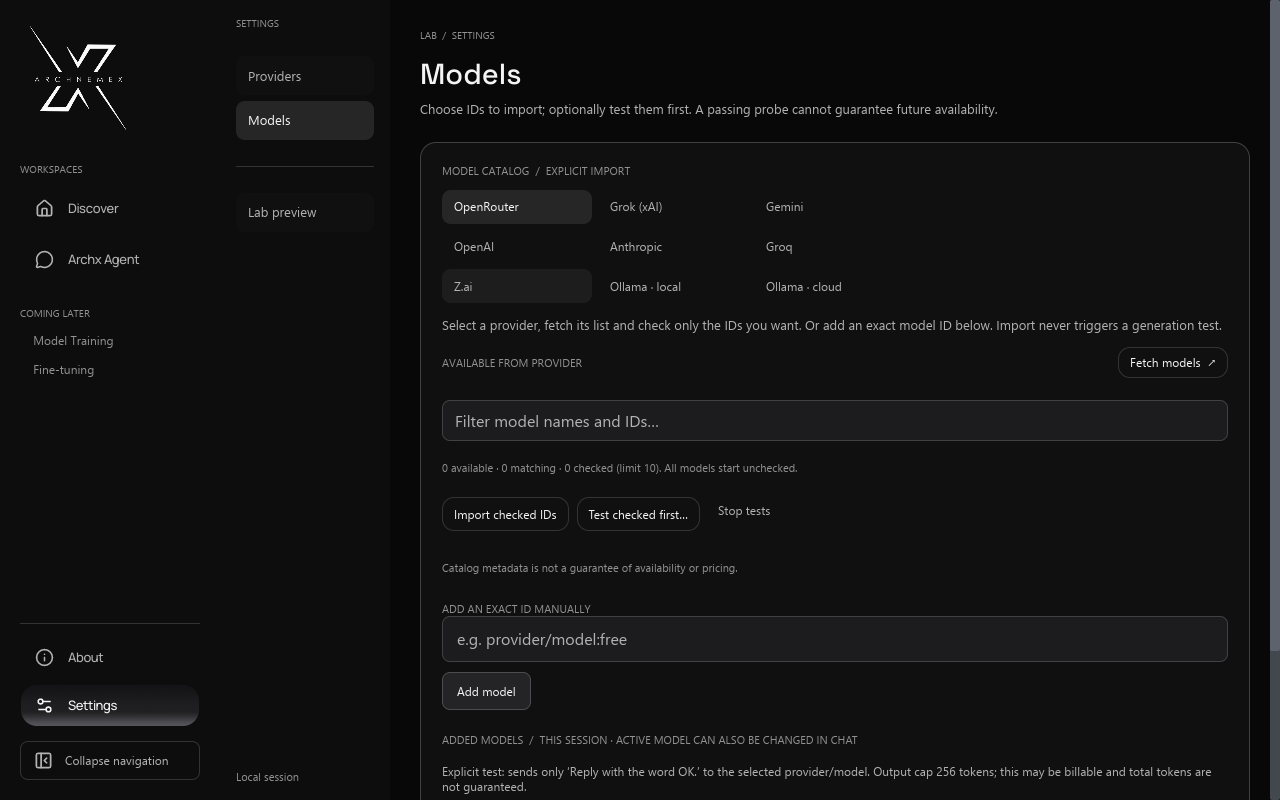 ARCHNEMEX
WORKSPACES
Discover
Archx Agent
COMING LATER
Model Training
Fine-tuning
About
Settings
Collapse navigation
SETTINGS
Providers
Models
Lab preview
Local session
LAB / SETTINGS
Models
Choose IDs to import; optionally test them first. A passing probe cannot guarantee future availability.
MODEL CATALOG / EXPLICIT IMPORT
OpenRouter Grok (xAI) Gemini
OpenAI Anthropic Groq
Z.ai Ollama · local Ollama · cloud
Select a provider, fetch its list and check only the IDs you want. Or add an exact model ID below. Import never triggers a generation test.
AVAILABLE FROM PROVIDER
Fetch models ↗
Filter model names and IDs...
0 available · 0 matching · 0 checked (limit 10). All models start unchecked.
Import checked IDs Test checked first... Stop tests
Catalog metadata is not a guarantee of availability or pricing.
ADD AN EXACT ID MANUALLY
e.g. provider/model:free
Add model
ADDED MODELS / THIS SESSION · ACTIVE MODEL CAN ALSO BE CHANGED IN CHAT
Explicit test: sends only ‘Reply with the word OK.’ to the selected provider/model. Output cap 256 tokens; this may be billable and total tokens are
not guaranteed.